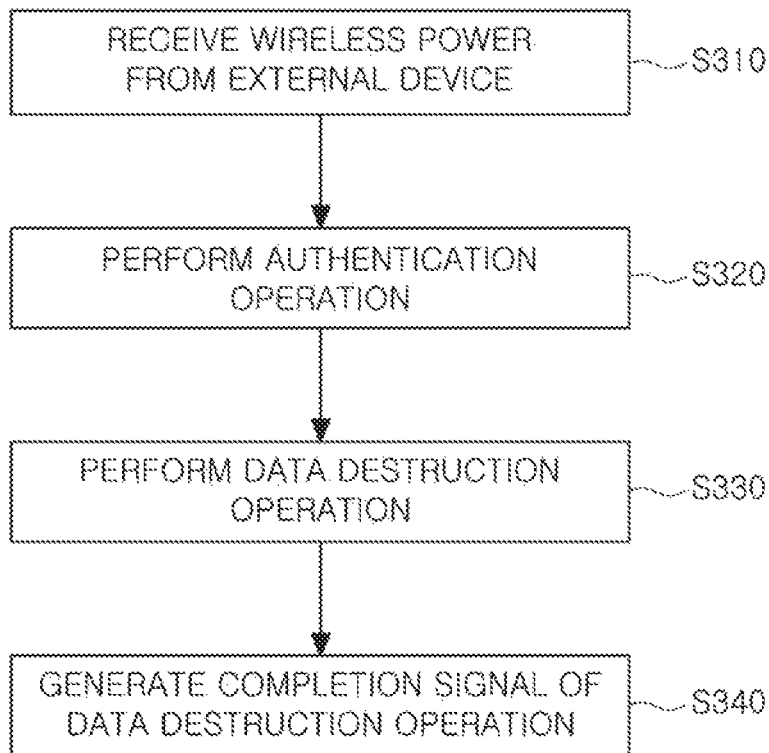 RECEIVE WIRELESS POWER
FROM EXTERNAL DEVICE
S310
PERFORM AUTHENTICATION
OPERATION
S320
PERFORM DATA DESTRUCTION
OPERATION
S330
GENERATE COMPLETION SIGNAL OF
DATA DESTRUCTION OPERATION
S340